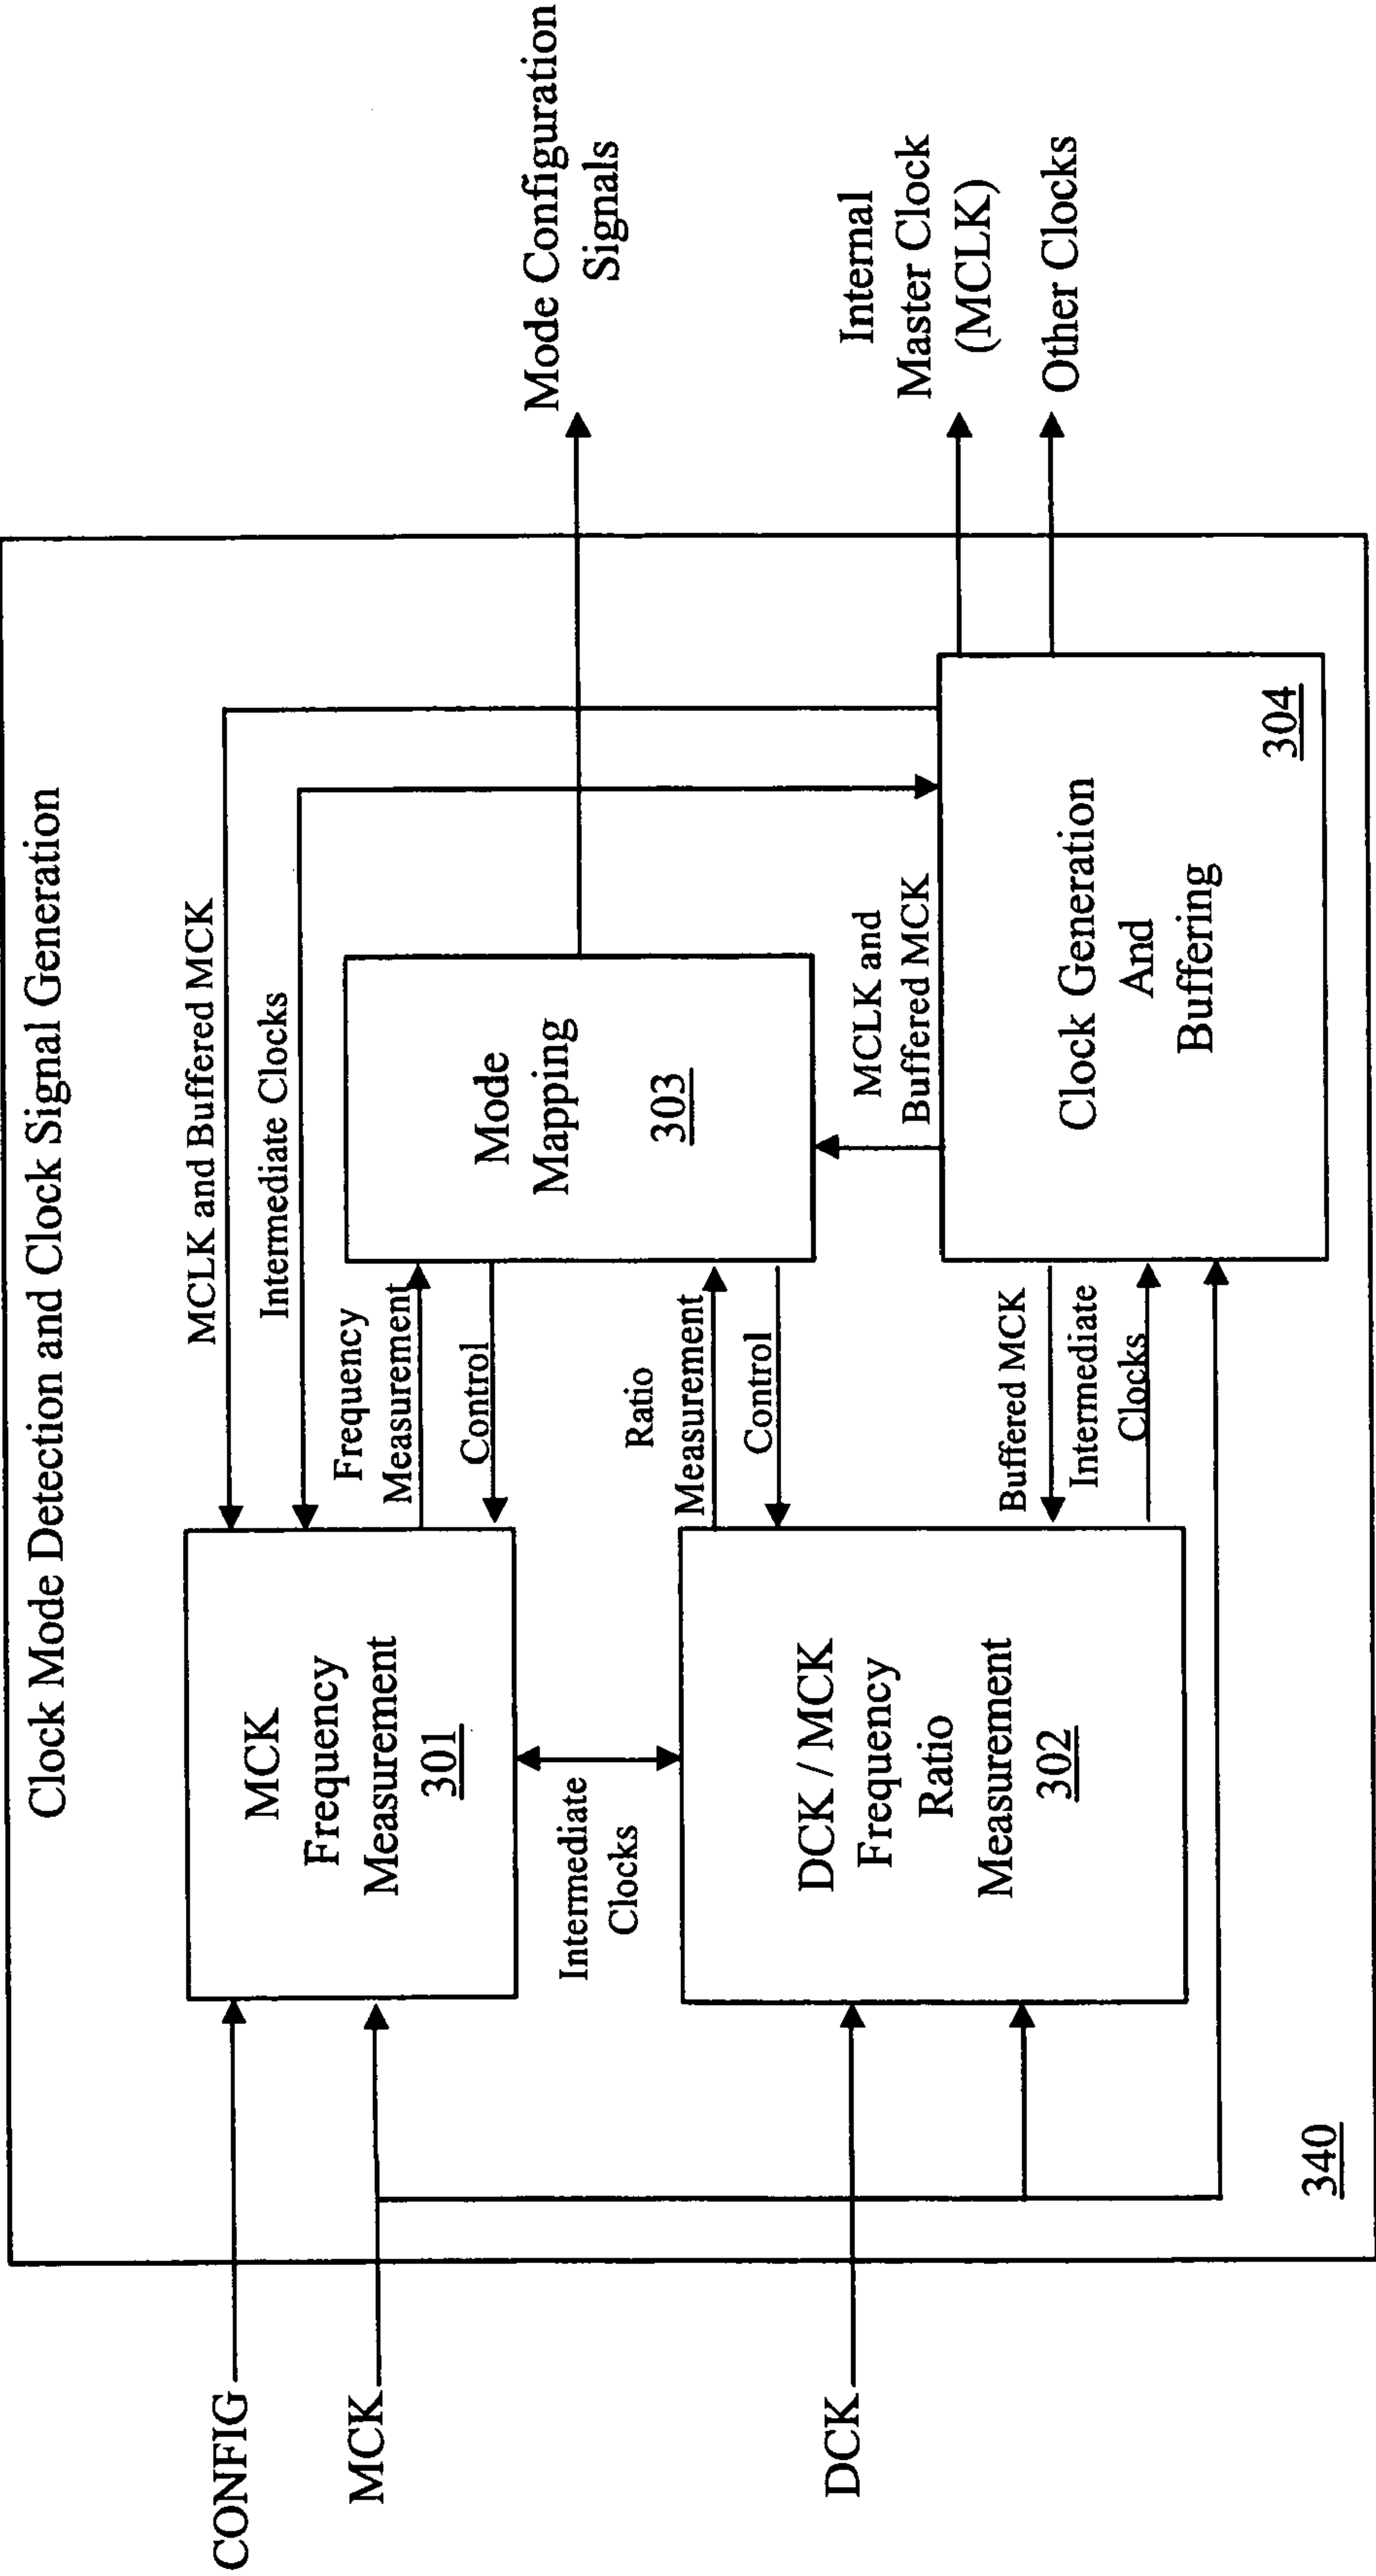 Clock Mode Detection and Clock Signal Generation
MCLK and Buffered MCK
Intermediate Clocks
CONFIG
MCK
DCK
MCK
Frequency
Measurement
301
Frequency
Measurement
Control
Mode
Mapping
303
Mode Configuration
Signals
Intermediate
Clocks
Ratio
Measurement
Control
MCLK and
Buffered MCK
DCK / MCK
Frequency
Ratio
Measurement
302
Buffered MCK
Intermediate
Clocks
Clock Generation
And
Buffering
304
Internal
Master Clock
(MCLK)
Other Clocks
340